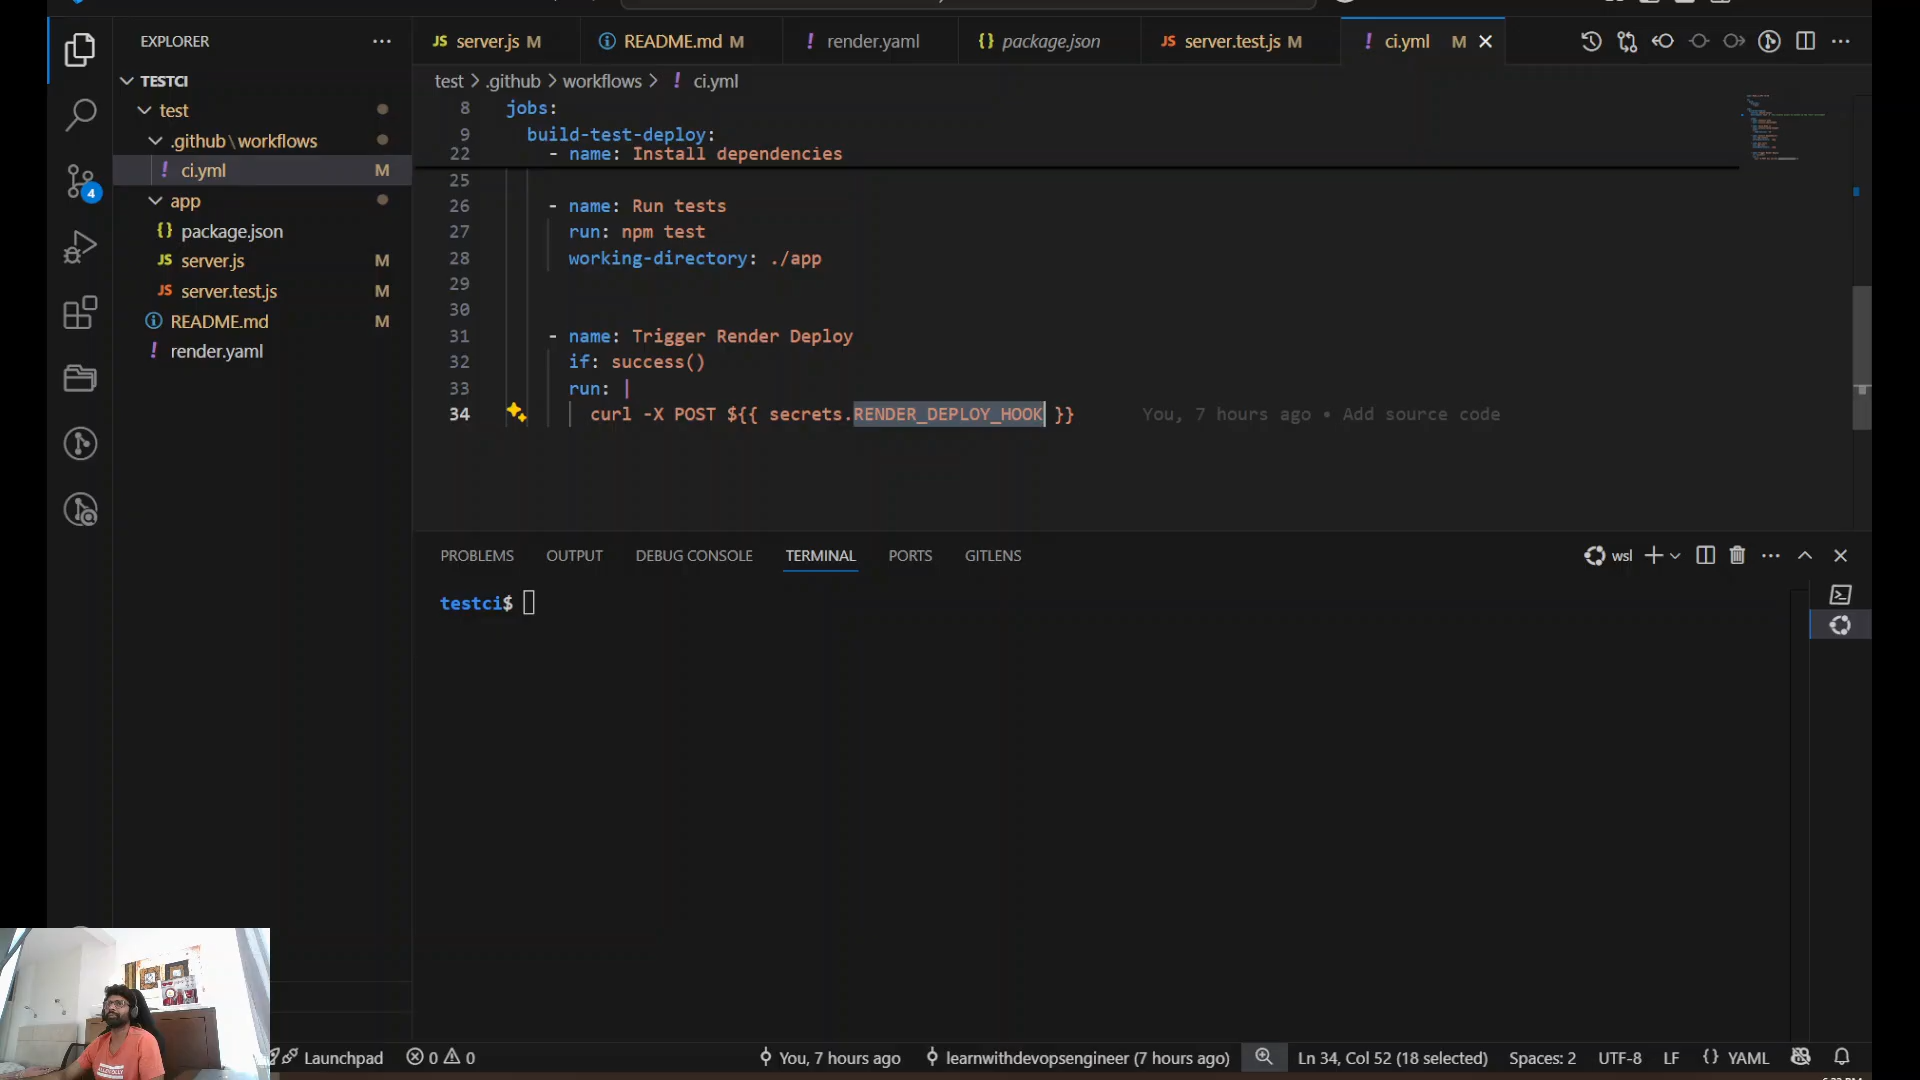 EXPLORER
TESTCI
test
.github\workflows
! ci.yml M
app
{} package.json
JS server.js M
JS server.test.js M
README.md M
! render.yaml
4
JS server.js M
README.md M
! render.yaml
{} package.json
JS server.test.js M
! ci.yml M
test > .github > workflows > ! ci.yml
8 jobs:
9 build-test-deploy:
22 - name: Install dependencies
25
26 - name: Run tests
27 run: npm test
28 working-directory: ./app
29
30
31 - name: Trigger Render Deploy
32 if: success()
33 run: |
34 curl -X POST ${{ secrets.RENDER_DEPLOY_HOOK }} You, 7 hours ago • Add source code
PROBLEMS OUTPUT DEBUG CONSOLE TERMINAL PORTS GITLENS
wsl
testci$
Launchpad 0 0 You, 7 hours ago learnwithdevopsengineer (7 hours ago) Ln 34, Col 52 (18 selected) Spaces: 2 UTF-8 LF {} YAML